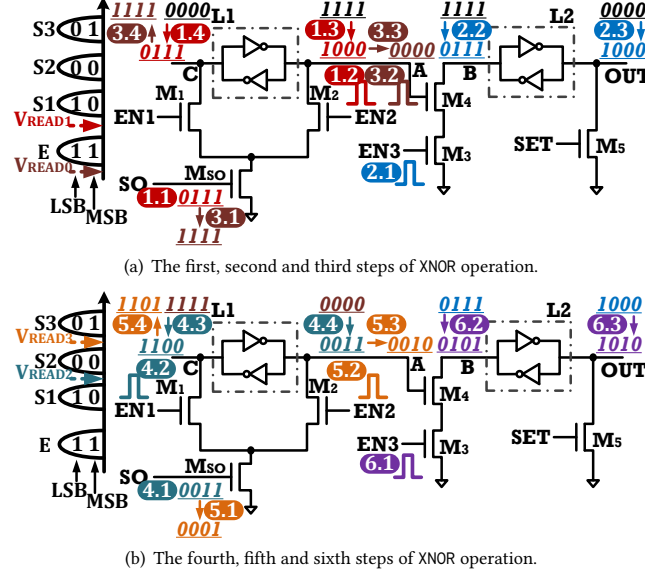 1111 0000 L1 1111 1111 L2 0000
S3 0 1 3.4 1.4 1.3 3.3 2.2 2.3
0111 1000 0000 0111 1000
S2 0 0 C 1.2 3.2 A B OUT
S1 1 0 M1 M2 M4
VREAD1 EN1 EN2 M5
E 1 1 EN3 M3 SET
VREAD0 SO MSO 2.1
LSB MSB 1.1 0111
3.1
1111
(a) The first, second and third steps of XNOR operation.
1101 1111 L1 0000 0111 L2 1000
S3 0 1 5.4 4.3 4.4 5.3 6.2 6.3
VREAD3 1100 0011 0010 0101 1010
S2 0 0 4.2 C 5.2 A B OUT
VREAD2 M1 M2 M4
S1 1 0 EN1 EN2
E 1 1 EN3 M3 SET M5
SO MSO 6.1
LSB MSB 4.1 0011
5.1
0001
(b) The fourth, fifth and sixth steps of XNOR operation.